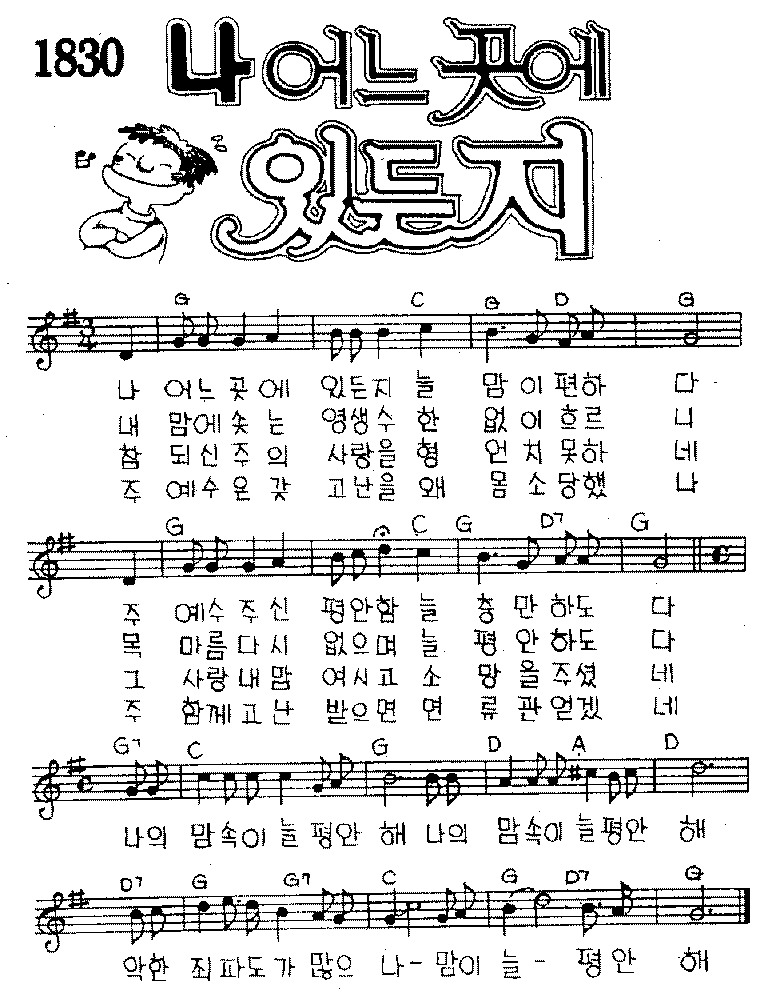 1830
나 어느 곳에
있든지
G C G D G
3/4
나 어느 곳에 있든지 늘 맘이 편하 다
내 맘에 솟는 영생수 한 없이 흐르 니
참 되신 주의 사랑을 형 언치 못하 네
주 예수 온갖 고난을 왜 몸소 당했 나
G C G D7 G
주 예수 주신 평안함 늘 충만 하도 다
목 마름 다시 없으며 늘 평안 하도 다
그 사랑 내맘 여시고 소 망을 주셨 네
주 함께 고난 받으면 면 류관 얻겠 네
G7 C G D A D
나의 맘속이 늘 평안 해 나의 맘속이 늘평안 해
D7 G G7 C G D7 G
악한 죄 파도가 많으 나- 맘이 늘- 평안 해